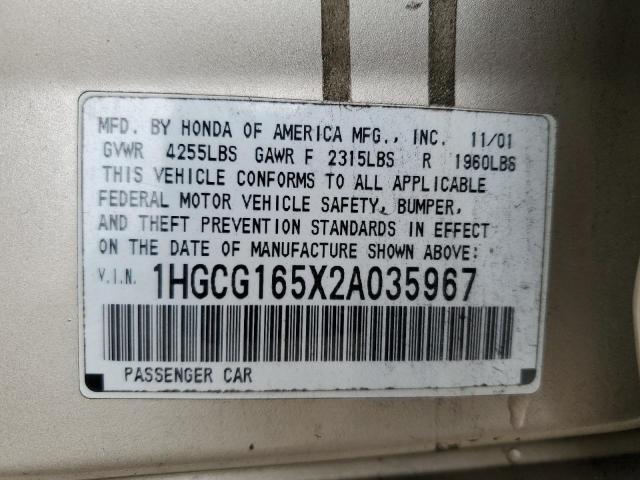 MFD. BY HONDA OF AMERICA MFG., INC. 11/01
GVWR 4255LBS GAWR F 2315LBS R 1960LBS
THIS VEHICLE CONFORMS TO ALL APPLICABLE
FEDERAL MOTOR VEHICLE SAFETY, BUMPER,
AND THEFT PREVENTION STANDARDS IN EFFECT
ON THE DATE OF MANUFACTURE SHOWN ABOVE:
V.I.N. 1HGCG165X2A035967
PASSENGER CAR